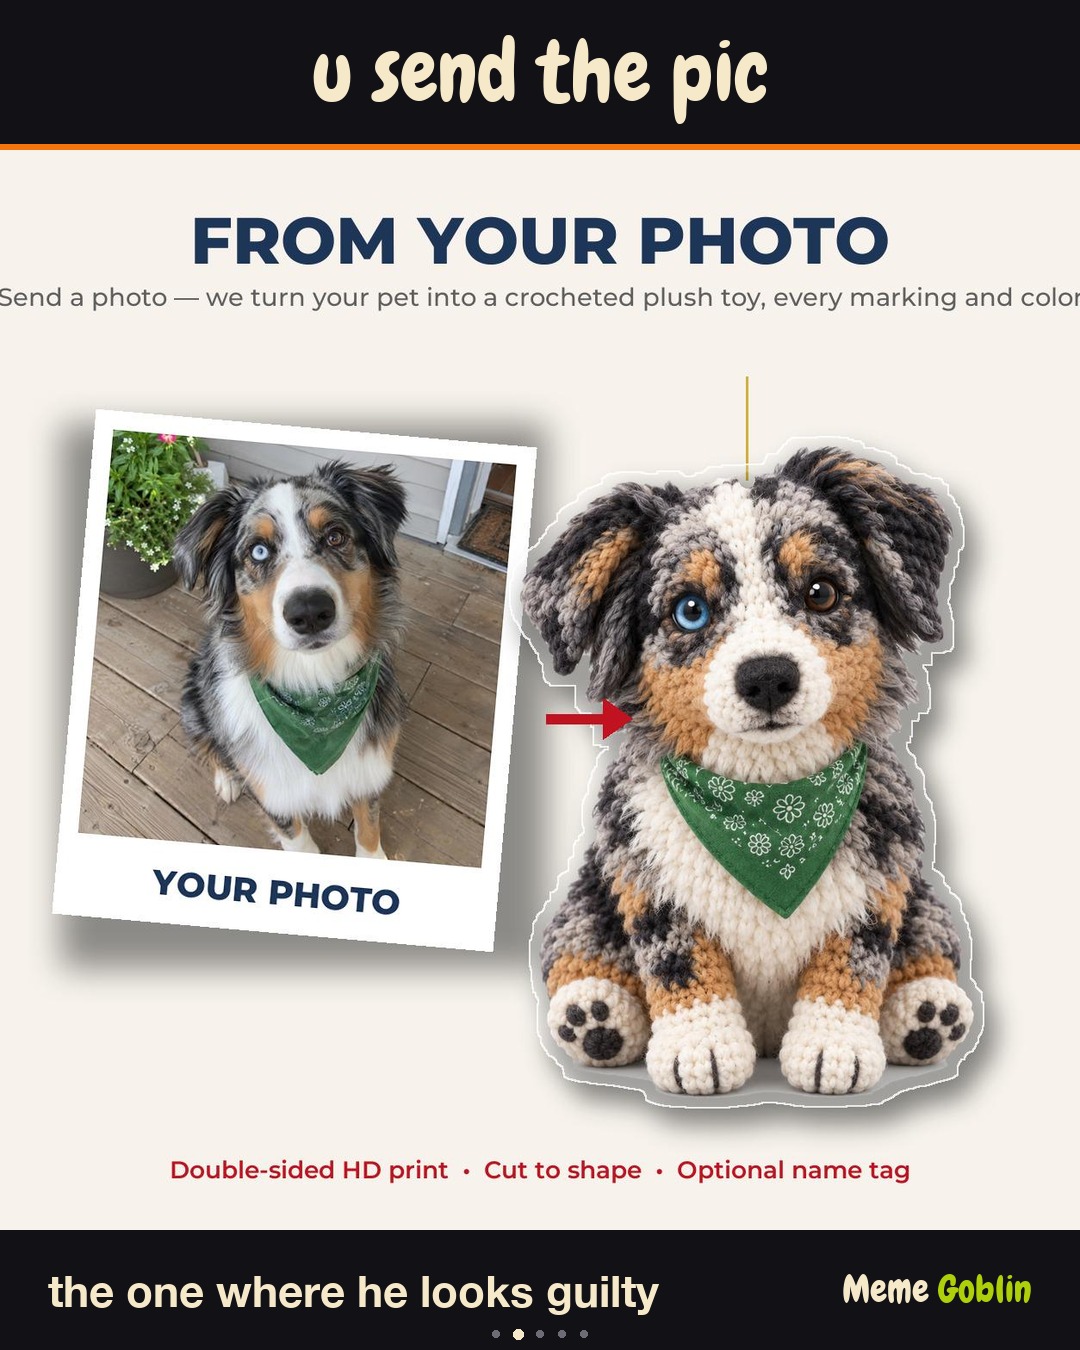 u send the pic
FROM YOUR PHOTO
Send a photo — we turn your pet into a crocheted plush toy, every marking and color
YOUR PHOTO
Double-sided HD print • Cut to shape • Optional name tag
the one where he looks guilty
Meme Goblin